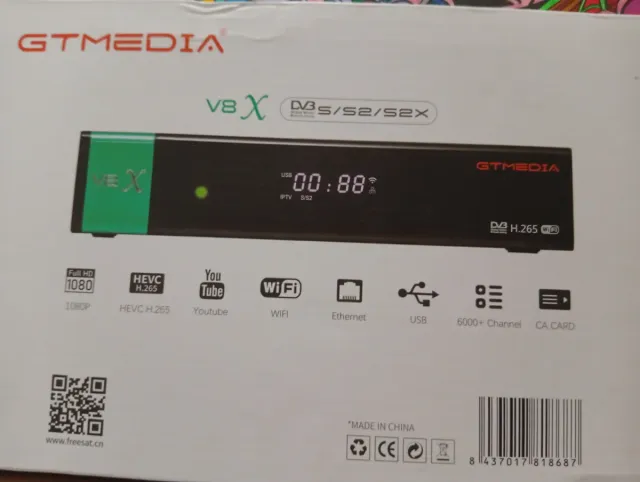 GTMEDIA
V8 X DVB S/S2/S2X
V8 X
USB
00:88
IPTV S/S2
GTMEDIA
DVB H.265 WiFi
Full HD
1080
HEVC
H.265
You
Tube
WiFi
1080P
HEVC H.265
Youtube
WIFI
Ethernet
USB
6000+ Channel
CA CARD
www.freesat.cn
*MADE IN CHINA
CE
8 437017 818687